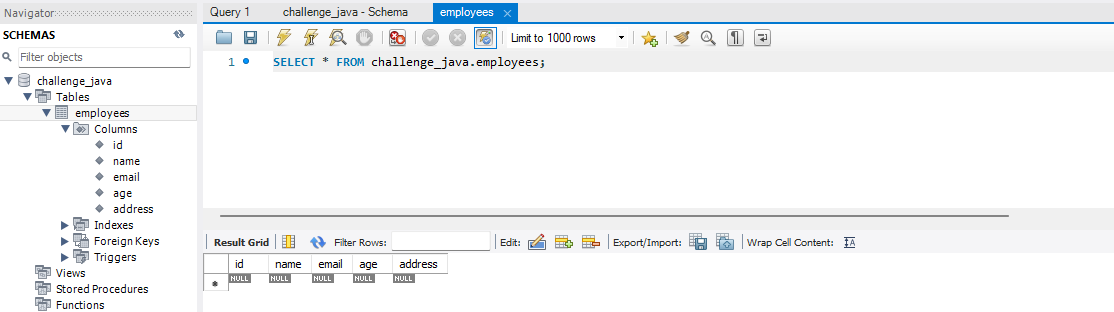 Navigator
SCHEMAS
Filter objects
challenge_java
Tables
employees
Columns
id
name
email
age
address
Indexes
Foreign Keys
Triggers
Views
Stored Procedures
Functions
Query 1 challenge_java - Schema employees ×
Limit to 1000 rows
1 SELECT * FROM challenge_java.employees;
Result Grid Filter Rows: Edit: Export/Import: Wrap Cell Content: IA
id name email age address
* NULL NULL NULL NULL NULL